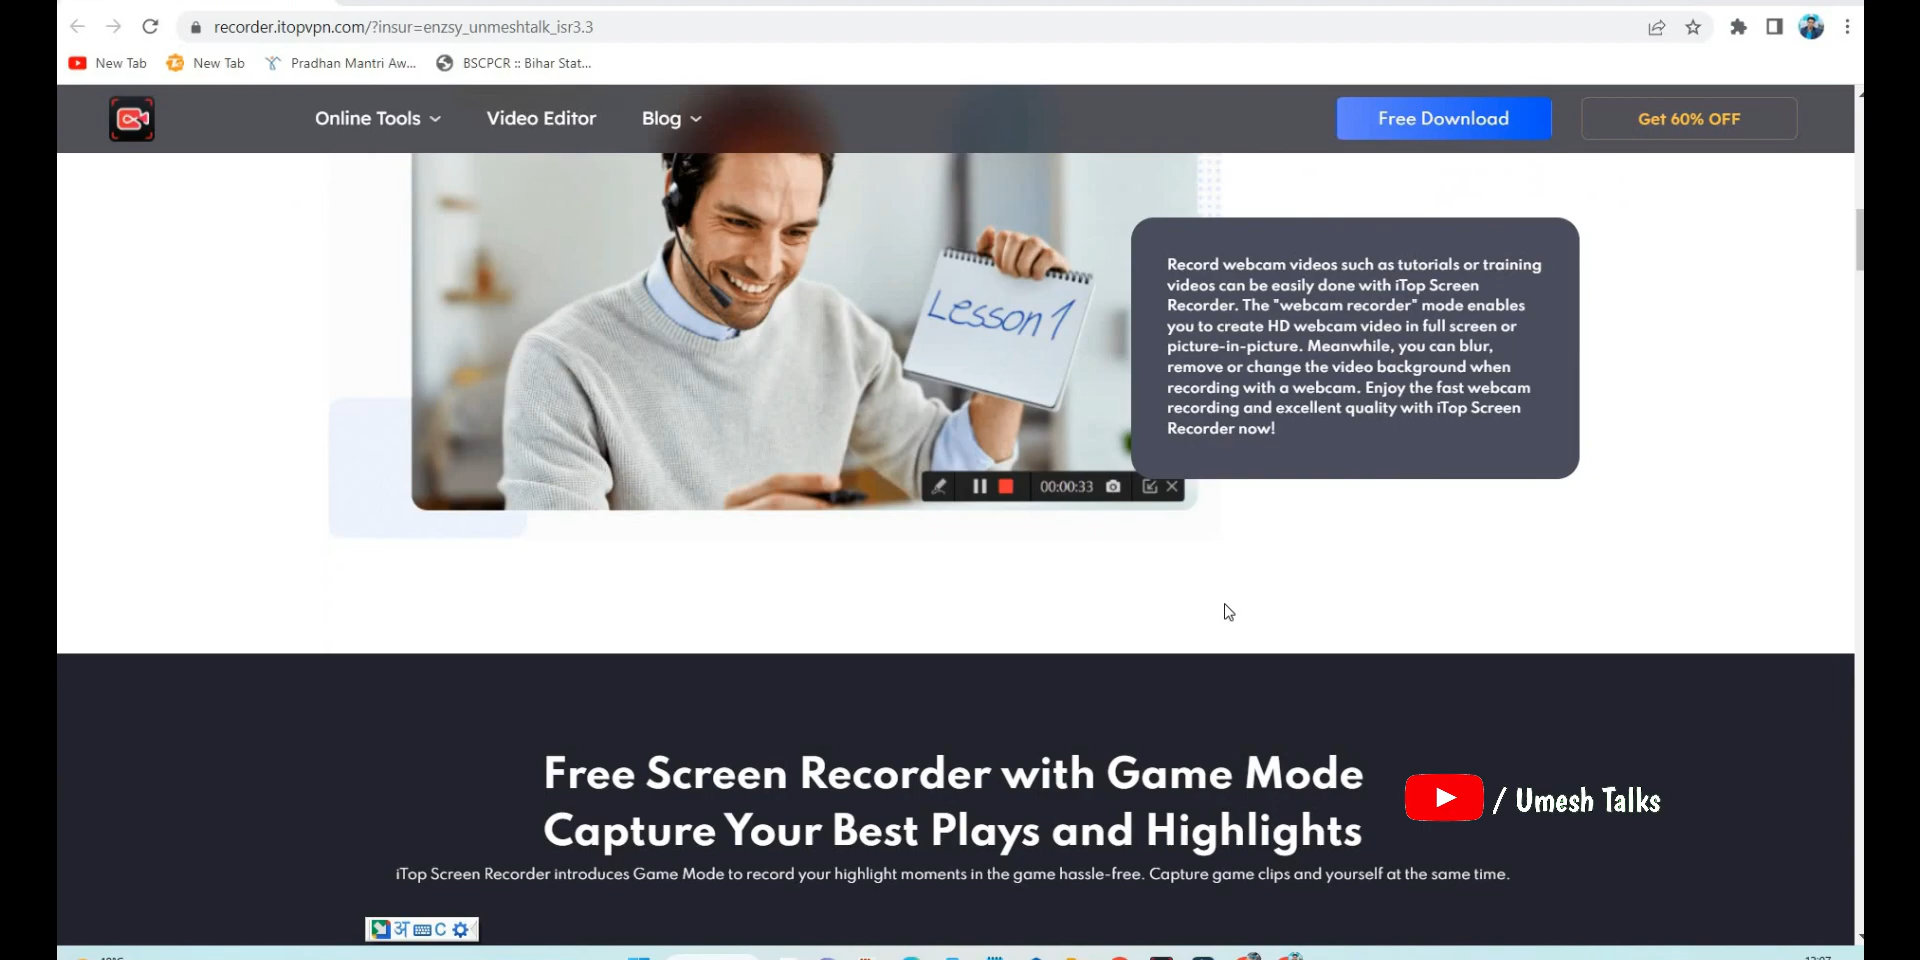 recorder.itopvpn.com/?insur=enzsy_unmeshtalk_isr3.3
New Tab New Tab Pradhan Mantri Aw... BSCPCR :: Bihar Stat...
Online Tools Video Editor Blog Free Download Get 60% OFF
Lesson 1
Record webcam videos such as tutorials or training
videos can be easily done with iTop Screen
Recorder. The "webcam recorder" mode enables
you to create HD webcam video in full screen or
picture-in-picture. Meanwhile, you can blur,
remove or change the video background when
recording with a webcam. Enjoy the fast webcam
recording and excellent quality with iTop Screen
Recorder now!
00:00:33
Free Screen Recorder with Game Mode
Capture Your Best Plays and Highlights
/ Umesh Talks
iTop Screen Recorder introduces Game Mode to record your highlight moments in the game hassle-free. Capture game clips and yourself at the same time.
अ C